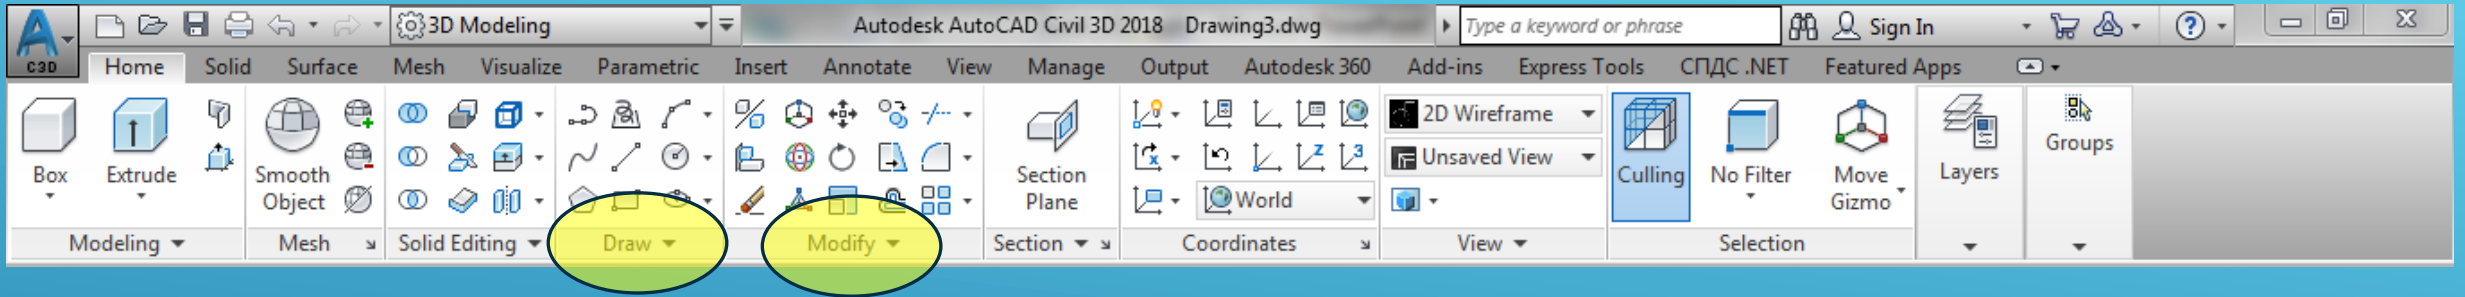 3D Modeling
Autodesk AutoCAD Civil 3D 2018 Drawing3.dwg
Type a keyword or phrase
Sign In
C3D
Home Solid Surface Mesh Visualize Parametric Insert Annotate View Manage Output Autodesk 360 Add-ins Express Tools СПДС .NET Featured Apps
Box
Extrude
Smooth
Object
Section
Plane
World
2D Wireframe
Unsaved View
Culling
No Filter
Move
Gizmo
Layers
Groups
Modeling Mesh Solid Editing Draw Modify Section Coordinates View Selection